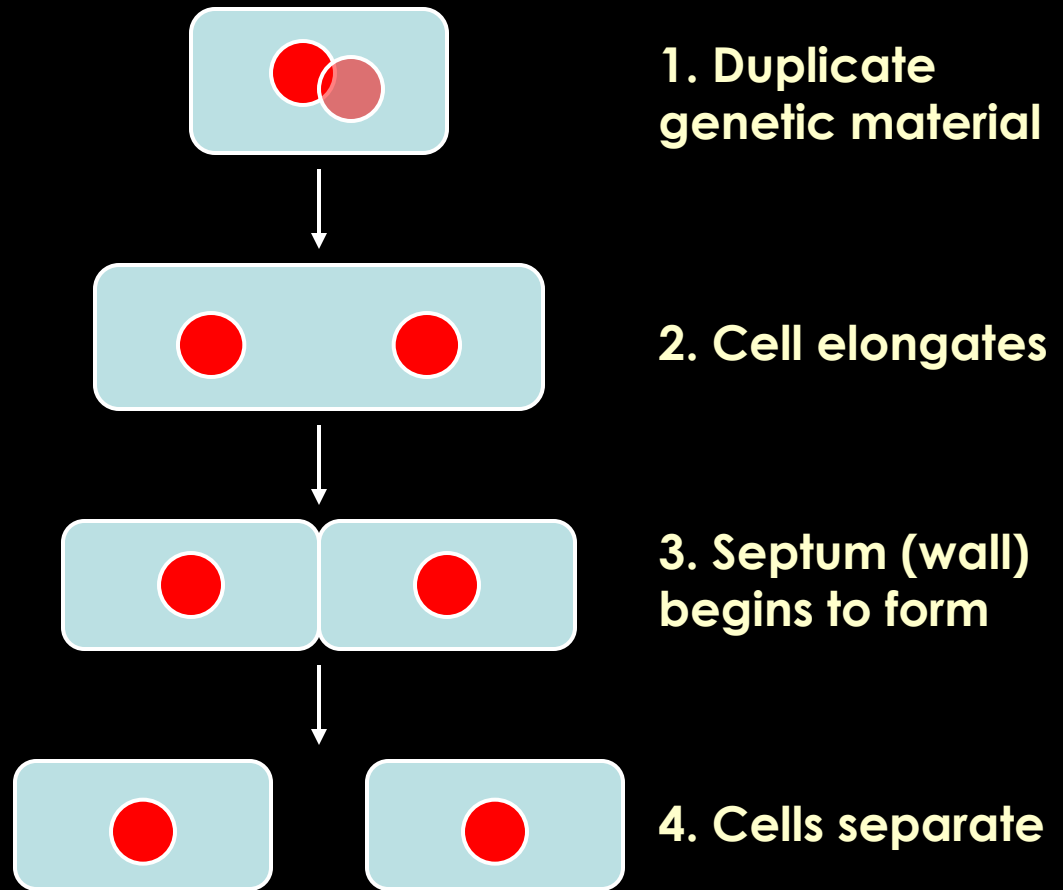 1. Duplicate
genetic material
2. Cell elongates
3. Septum (wall)
begins to form
4. Cells separate